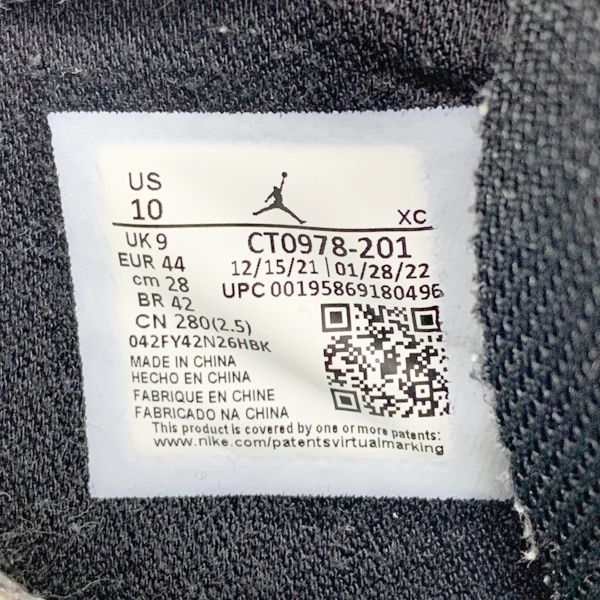 US
10
XC
UK 9
CT0978-201
EUR 44
12/15/21 | 01/28/22
cm 28
UPC 00195869180496
BR 42
CN 280(2.5)
042FY42N26HBK
MADE IN CHINA
HECHO EN CHINA
FABRIQUE EN CHINE
FABRICADO NA CHINA
This product is covered by one or more patents:
www.nike.com/patentsvirtualmarking